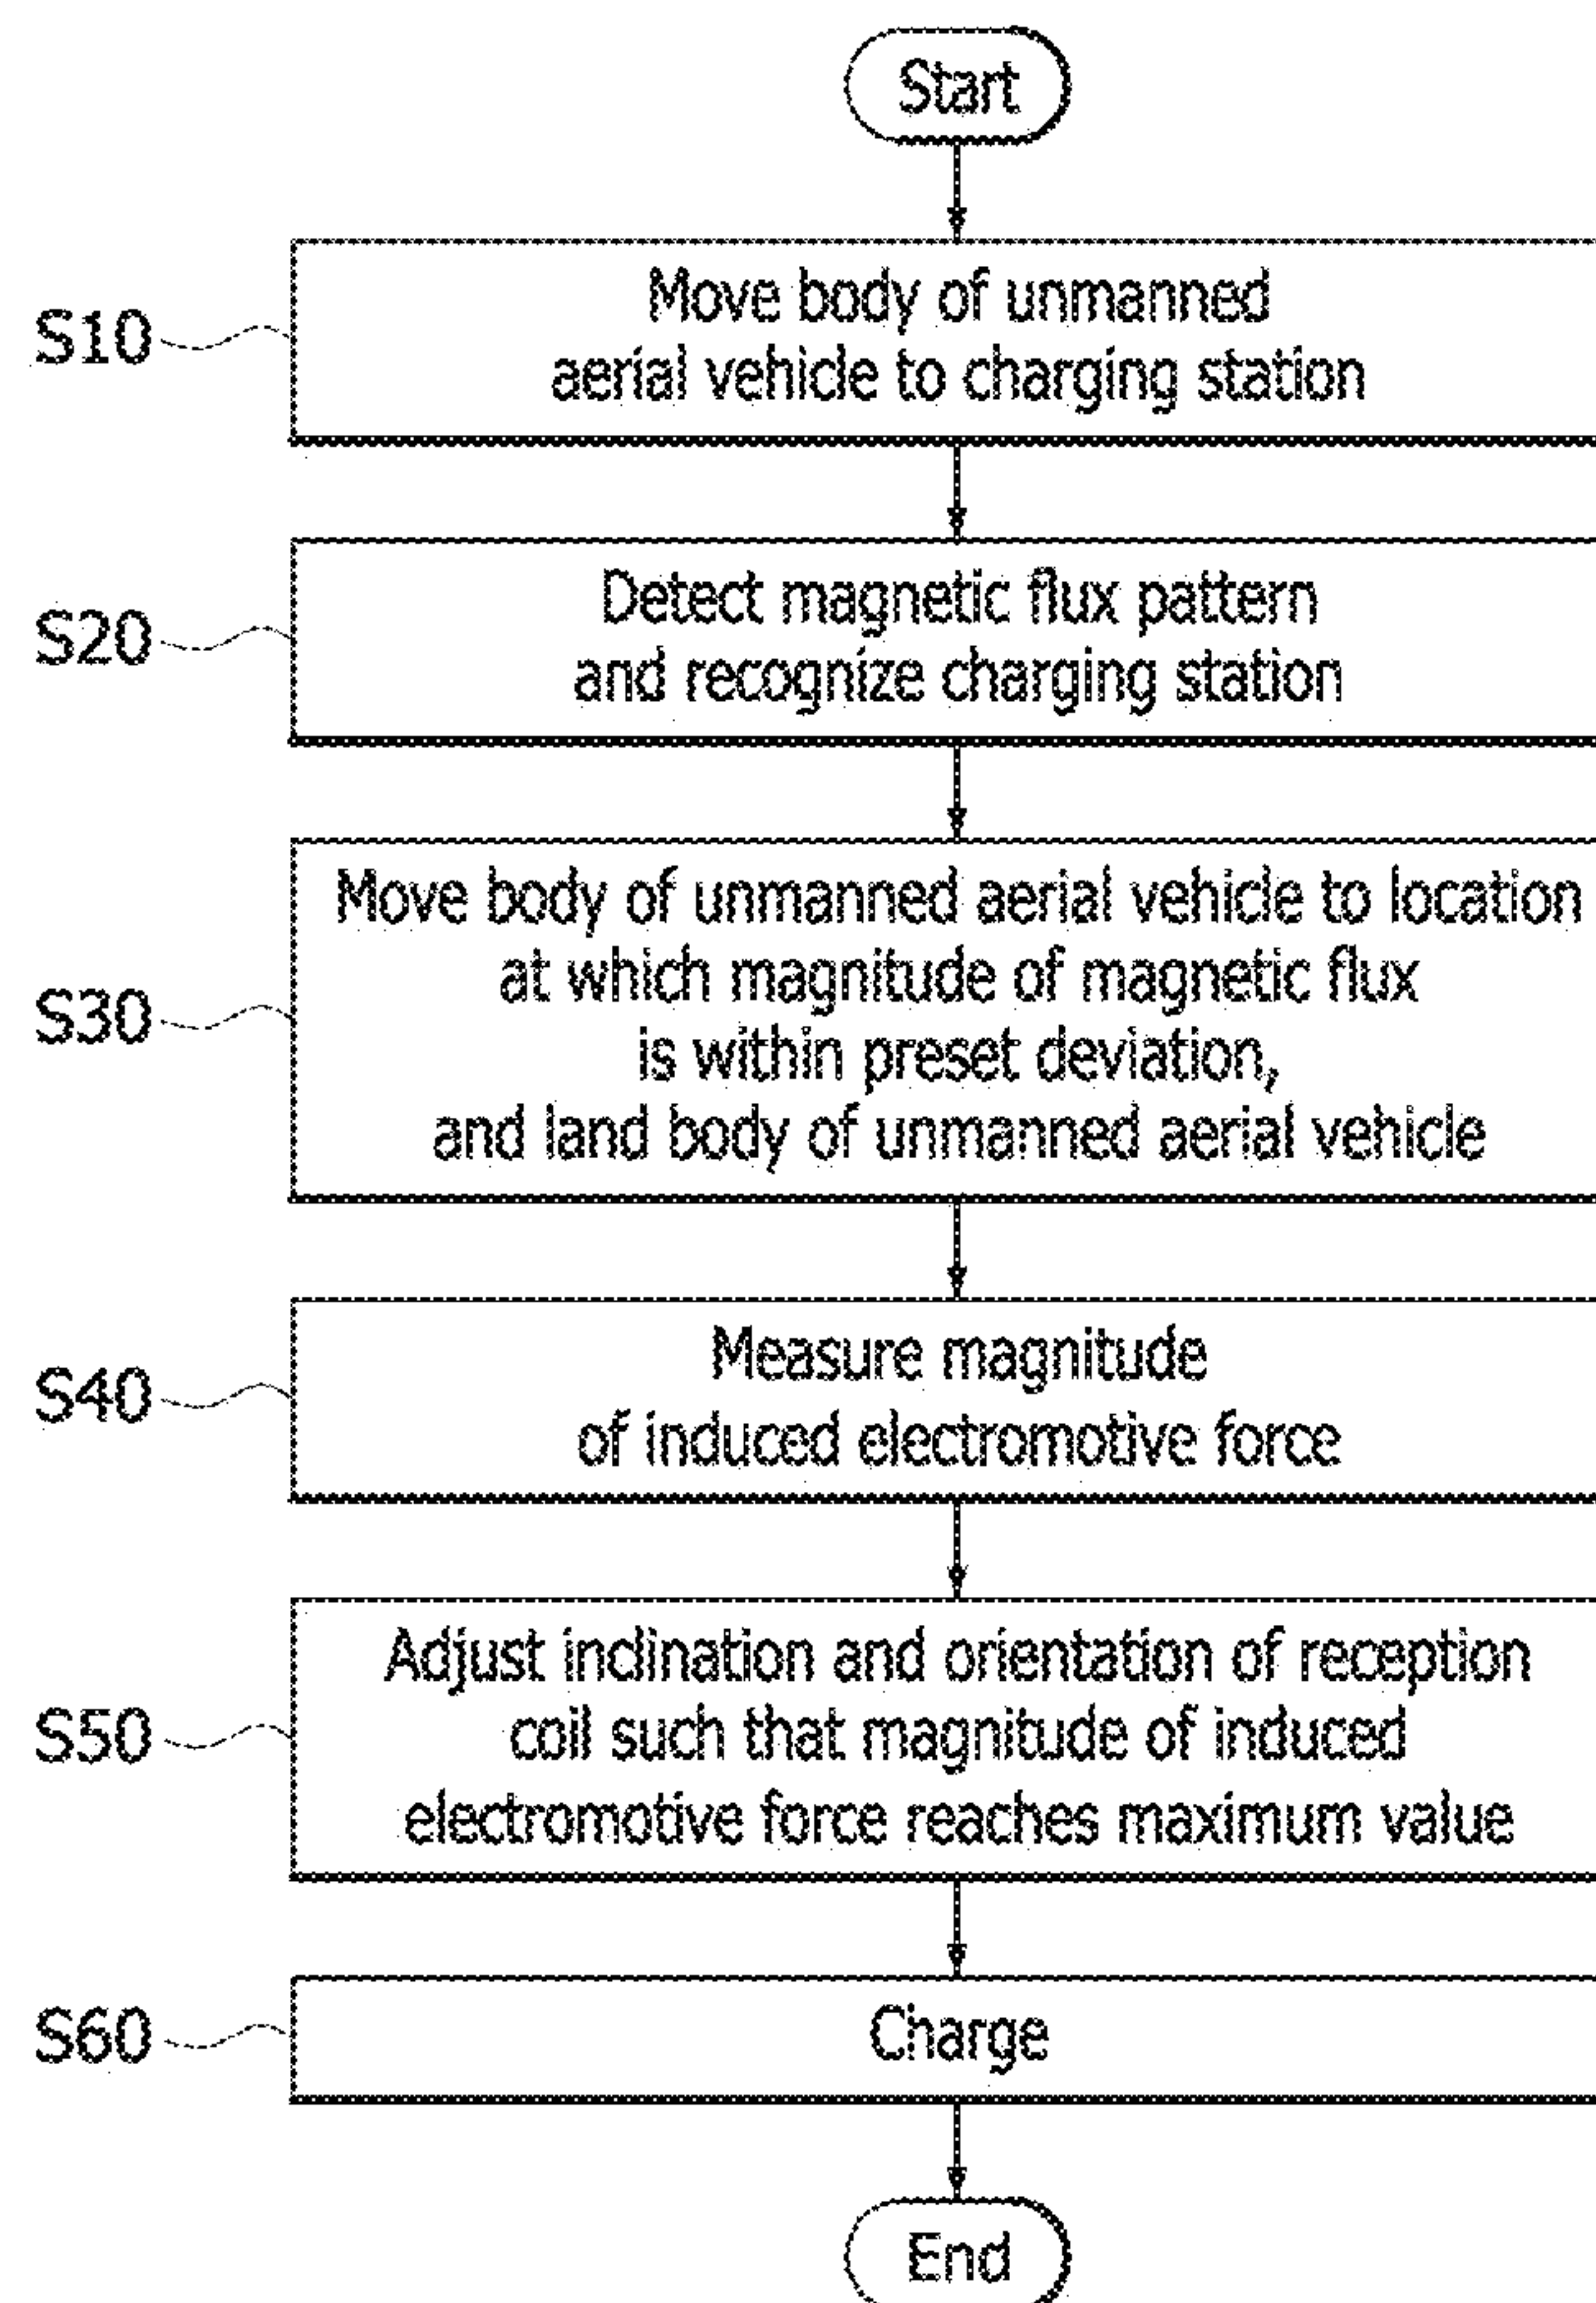 Start
S10
Move body of unmanned
aerial vehicle to charging station
S20
Detect magnetic flux pattern
and recognize charging station
S30
Move body of unmanned aerial vehicle to location
at which magnitude of magnetic flux
is within preset deviation,
and land body of unmanned aerial vehicle
S40
Measure magnitude
of induced electromotive force
S50
Adjust inclination and orientation of reception
coil such that magnitude of induced
electromotive force reaches maximum value
S60
Charge
End